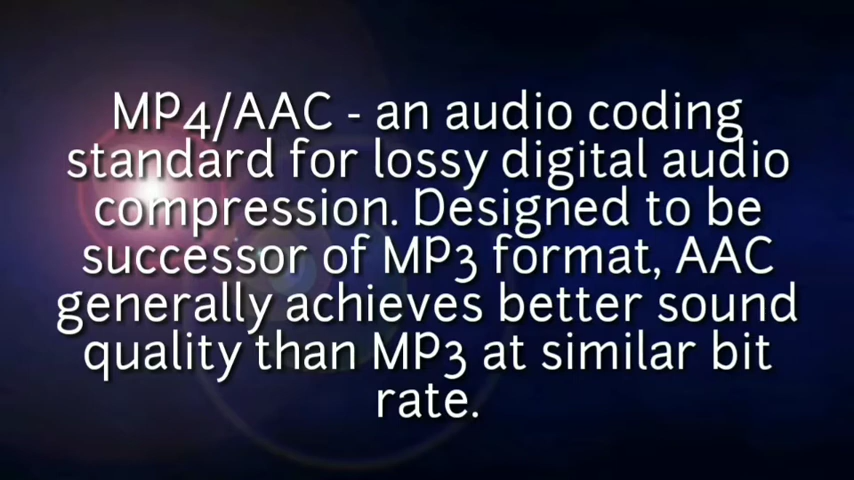 MP4/AAC - an audio coding
standard for lossy digital audio
compression. Designed to be
successor of MP3 format, AAC
generally achieves better sound
quality than MP3 at similar bit
rate.